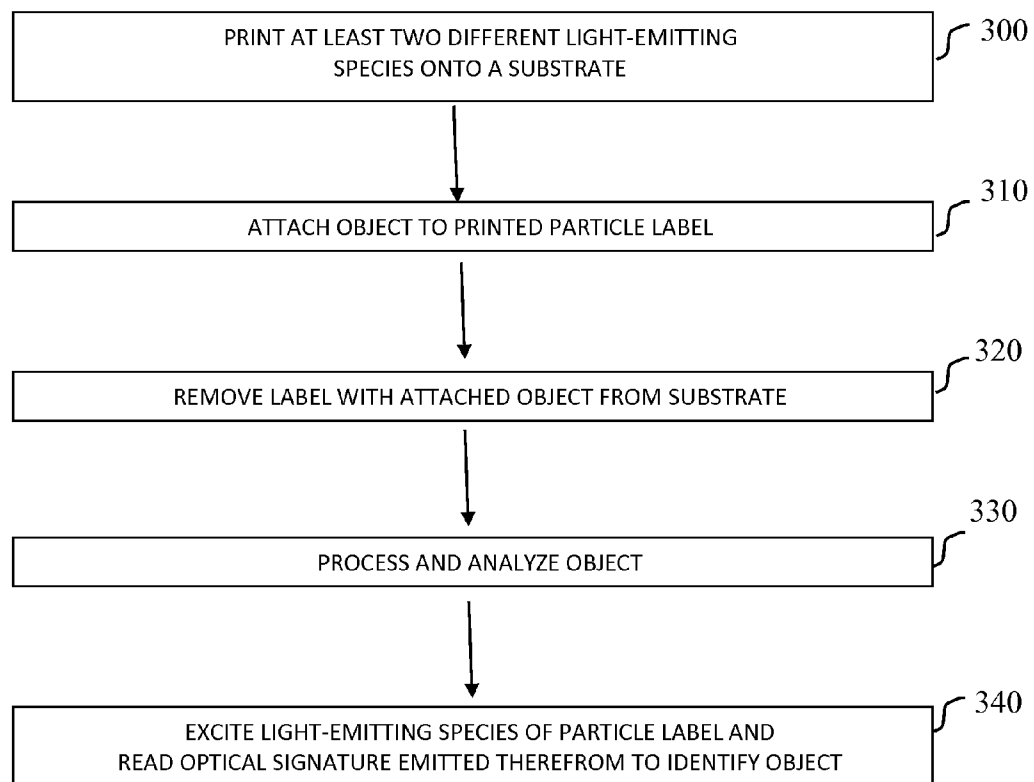 PRINT AT LEAST TWO DIFFERENT LIGHT-EMITTING
SPECIES ONTO A SUBSTRATE
300
ATTACH OBJECT TO PRINTED PARTICLE LABEL
310
REMOVE LABEL WITH ATTACHED OBJECT FROM SUBSTRATE
320
PROCESS AND ANALYZE OBJECT
330
EXCITE LIGHT-EMITTING SPECIES OF PARTICLE LABEL AND
READ OPTICAL SIGNATURE EMITTED THEREFROM TO IDENTIFY OBJECT
340